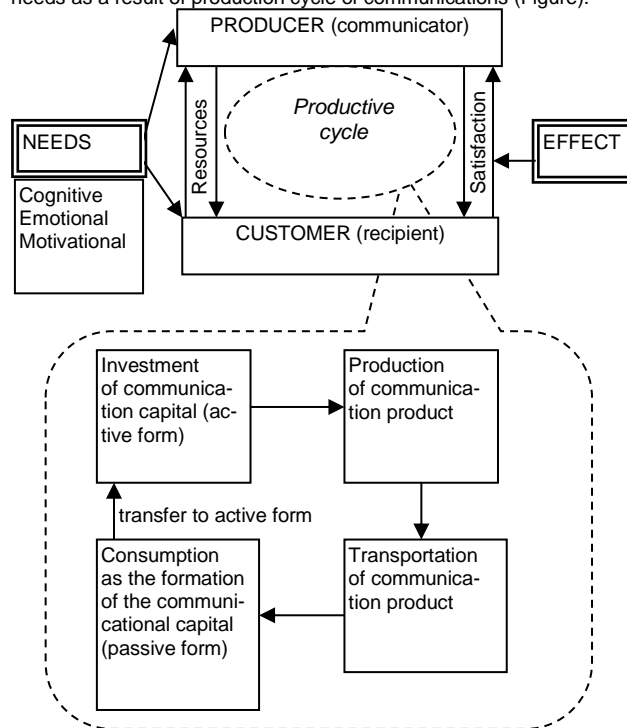 needs as a result of production cycle of communications (Figure).
PRODUCER (communicator)
Productive
cycle
Resources
Satisfaction
NEEDS
EFFECT
Cognitive
Emotional
Motivational
CUSTOMER (recipient)
Investment
of communica-
tion capital (ac-
tive form)
Production
of communica-
tion product
transfer to active form
Consumption
as the formation
of the communi-
cational capital
(passive form)
Transportation
of communica-
tion product